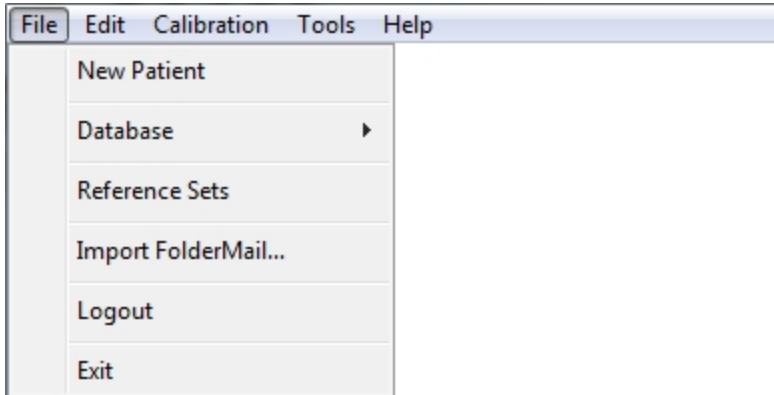 File Edit Calibration Tools Help
New Patient
Database
Reference Sets
Import FolderMail...
Logout
Exit